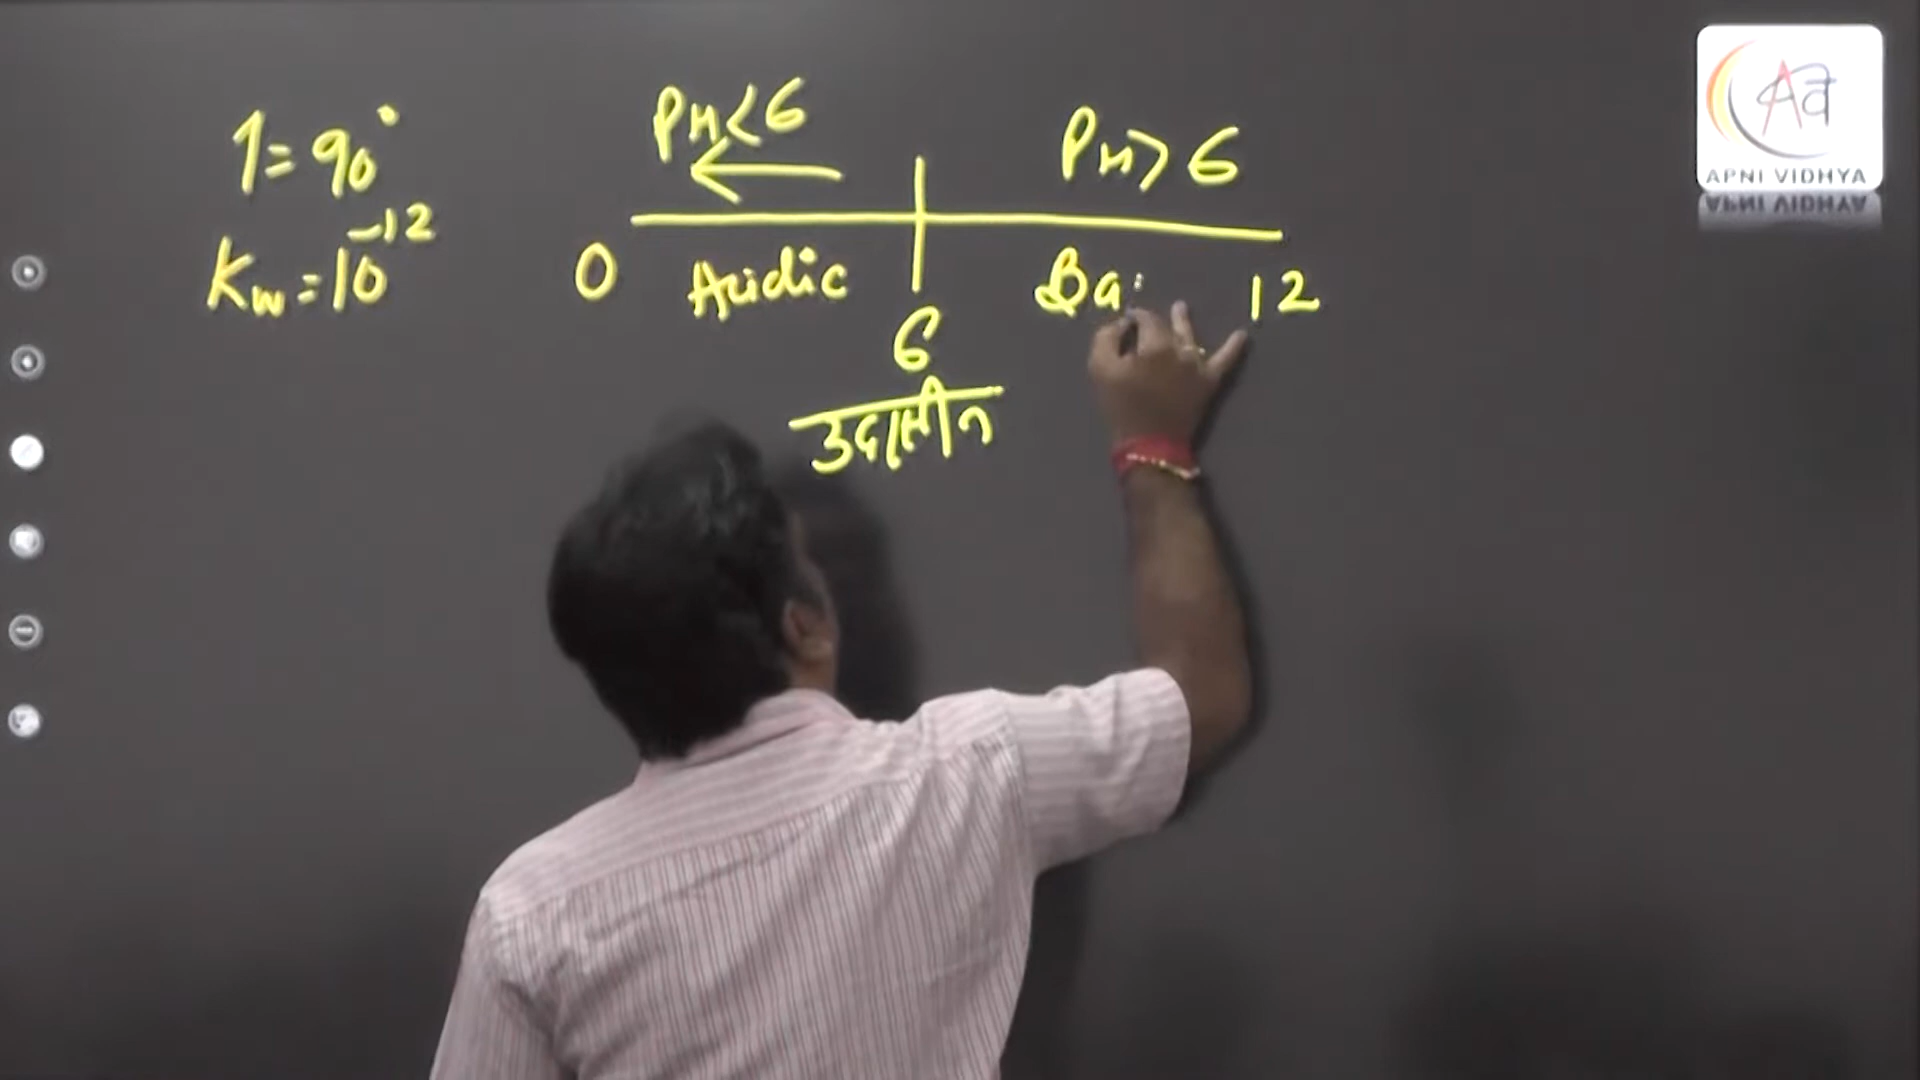 T = 90°
Kw = 10⁻¹²
PH < 6
PH > 6
0 Acidic Ba 12
6
उदासीन
APNI VIDHYA